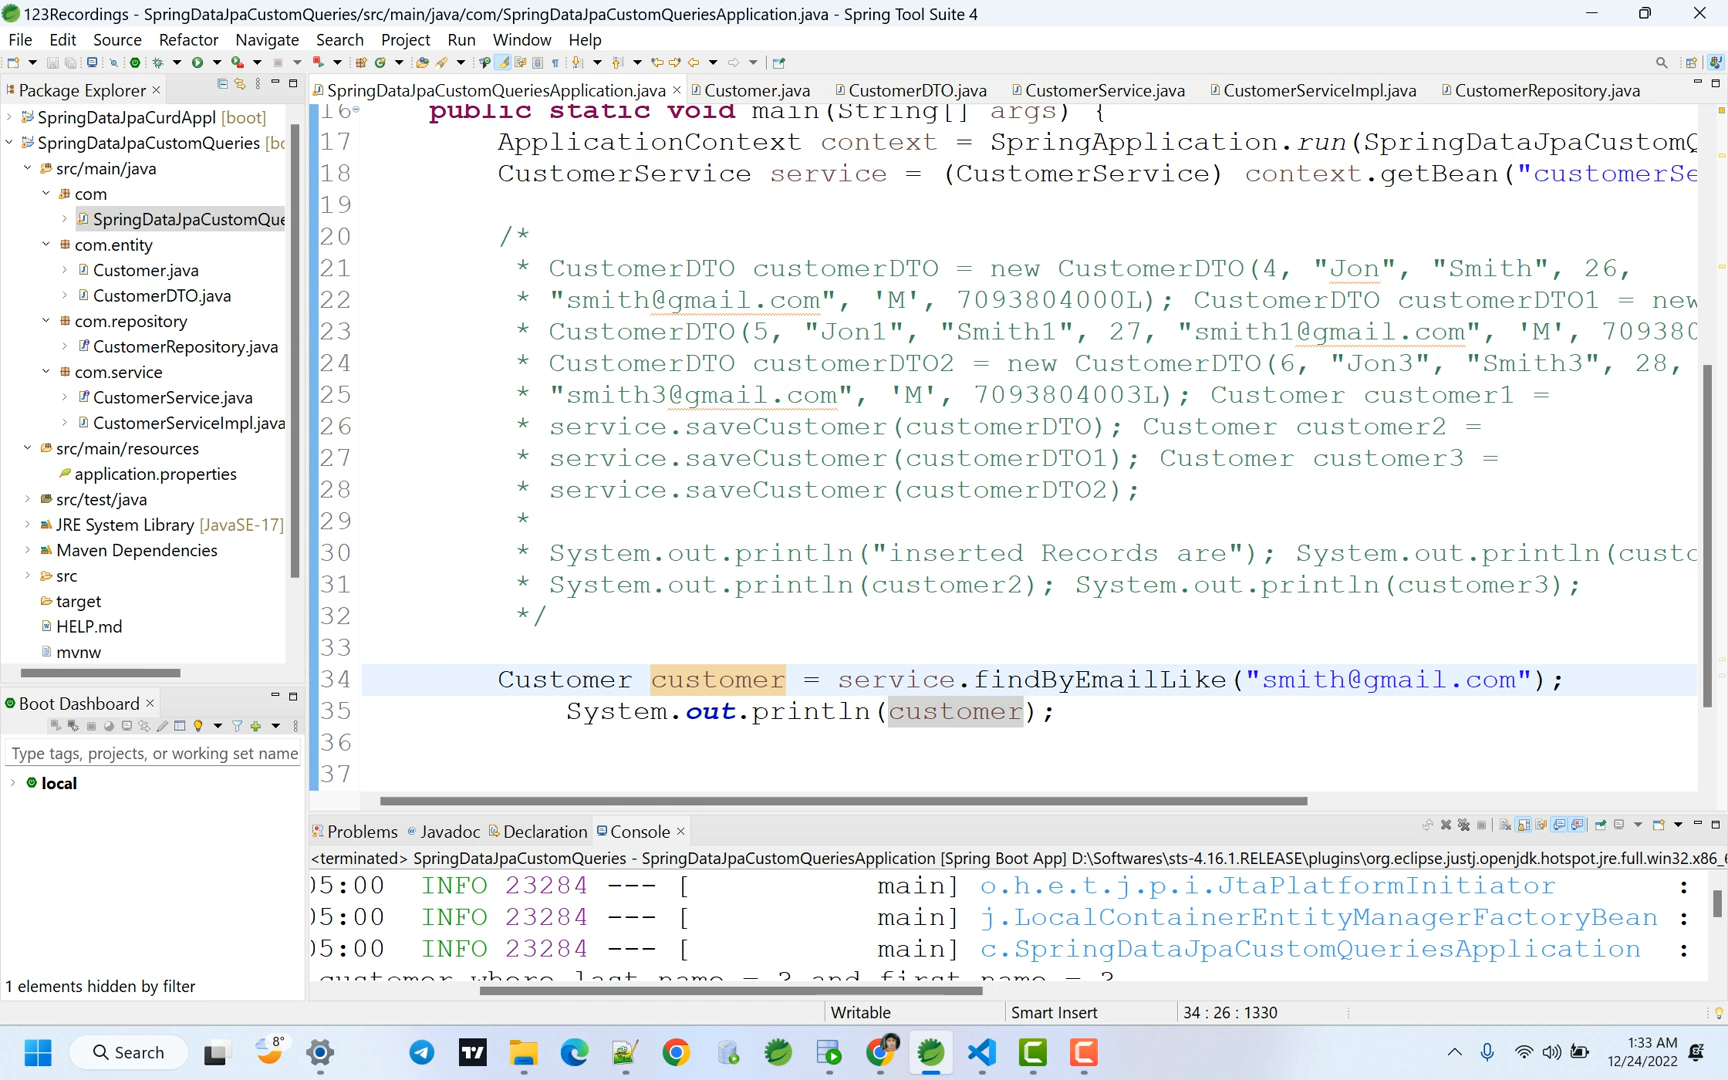 123Recordings - SpringDataJpaCustomQueries/src/main/java/com/SpringDataJpaCustomQueriesApplication.java - Spring Tool Suite 4
File Edit Source Refactor Navigate Search Project Run Window Help
Package Explorer
SpringDataJpaCurdAppl [boot]
SpringDataJpaCustomQueries [bo
src/main/java
com
SpringDataJpaCustomQue
com.entity
Customer.java
CustomerDTO.java
com.repository
CustomerRepository.java
com.service
CustomerService.java
CustomerServiceImpl.java
src/main/resources
application.properties
src/test/java
JRE System Library [JavaSE-17]
Maven Dependencies
src
target
HELP.md
mvnw
Boot Dashboard
Type tags, projects, or working set name
local
1 elements hidden by filter
SpringDataJpaCustomQueriesApplication.java Customer.java CustomerDTO.java CustomerService.java CustomerServiceImpl.java CustomerRepository.java
16 public static void main(String[] args) {
17 ApplicationContext context = SpringApplication.run(SpringDataJpaCustomQ
18 CustomerService service = (CustomerService) context.getBean("customerSe
19
20 /*
21 * CustomerDTO customerDTO = new CustomerDTO(4, "Jon", "Smith", 26,
22 * "smith@gmail.com", 'M', 7093804000L); CustomerDTO customerDTO1 = new
23 * CustomerDTO(5, "Jon1", "Smith1", 27, "smith1@gmail.com", 'M', 709380
24 * CustomerDTO customerDTO2 = new CustomerDTO(6, "Jon3", "Smith3", 28,
25 * "smith3@gmail.com", 'M', 7093804003L); Customer customer1 =
26 * service.saveCustomer(customerDTO); Customer customer2 =
27 * service.saveCustomer(customerDTO1); Customer customer3 =
28 * service.saveCustomer(customerDTO2);
29 *
30 * System.out.println("inserted Records are"); System.out.println(custo
31 * System.out.println(customer2); System.out.println(customer3);
32 */
33
34 Customer customer = service.findByEmailLike("smith@gmail.com");
35 System.out.println(customer);
36
37
Problems Javadoc Declaration Console
<terminated> SpringDataJpaCustomQueries - SpringDataJpaCustomQueriesApplication [Spring Boot App] D:\Softwares\sts-4.16.1.RELEASE\plugins\org.eclipse.justj.openjdk.hotspot.jre.full.win32.x86_6
05:00 INFO 23284 --- [ main] o.h.e.t.j.p.i.JtaPlatformInitiator :
05:00 INFO 23284 --- [ main] j.LocalContainerEntityManagerFactoryBean :
05:00 INFO 23284 --- [ main] c.SpringDataJpaCustomQueriesApplication :
customer where last_name = ? and first_name = ?
Writable Smart Insert 34 : 26 : 1330
Search 8° 1:33 AM
12/24/2022